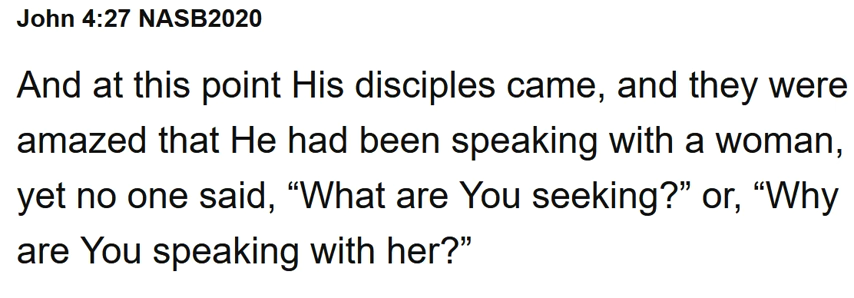 John 4:27 NASB2020
And at this point His disciples came, and they were
amazed that He had been speaking with a woman,
yet no one said, “What are You seeking?” or, “Why
are You speaking with her?”